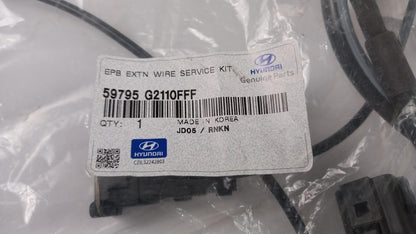 EPB EXTN WIRE SERVICE KIT
HYUNDAI
Genuine Parts
59795 G2110FFF
QTY: 1
MADE IN KOREA
JD05 / RNKN
HYUNDAI